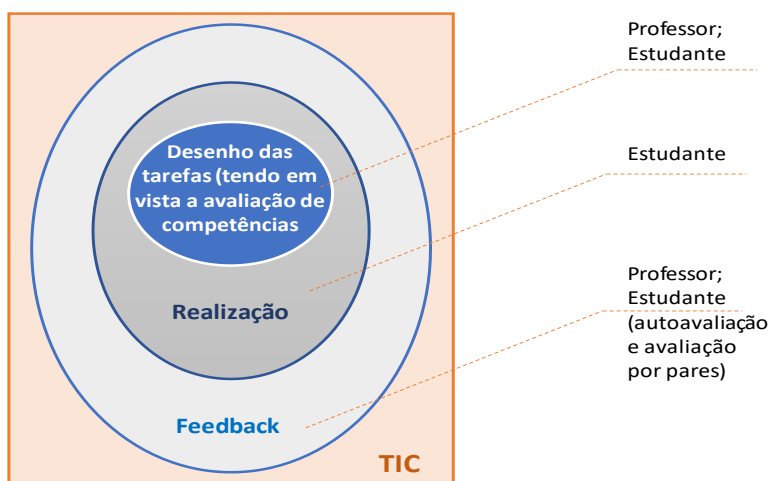 Professor;
Estudante
Desenho das
tarefas (tendo em
vista a avaliação de
competências
Estudante
Realização
Professor;
Estudante
(autoavaliação
e avaliação
por pares)
Feedback
TIC